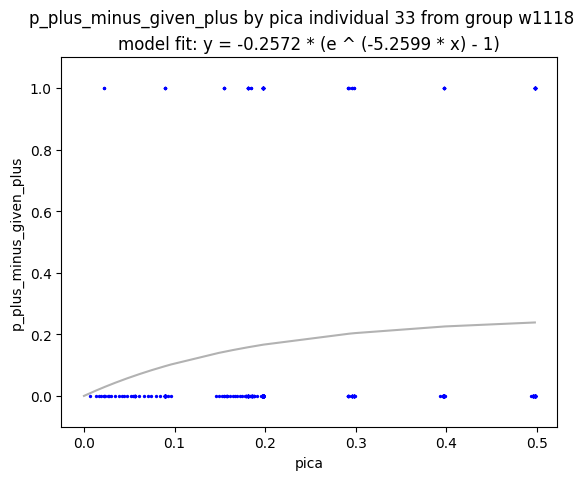 p_plus_minus_given_plus by pica individual 33 from group w1118
model fit: y = -0.2572 * (e ^ (-5.2599 * x) - 1)
1.0
0.8
0.6
0.4
0.2
0.0
p_plus_minus_given_plus
0.0 0.1 0.2 0.3 0.4 0.5
pica